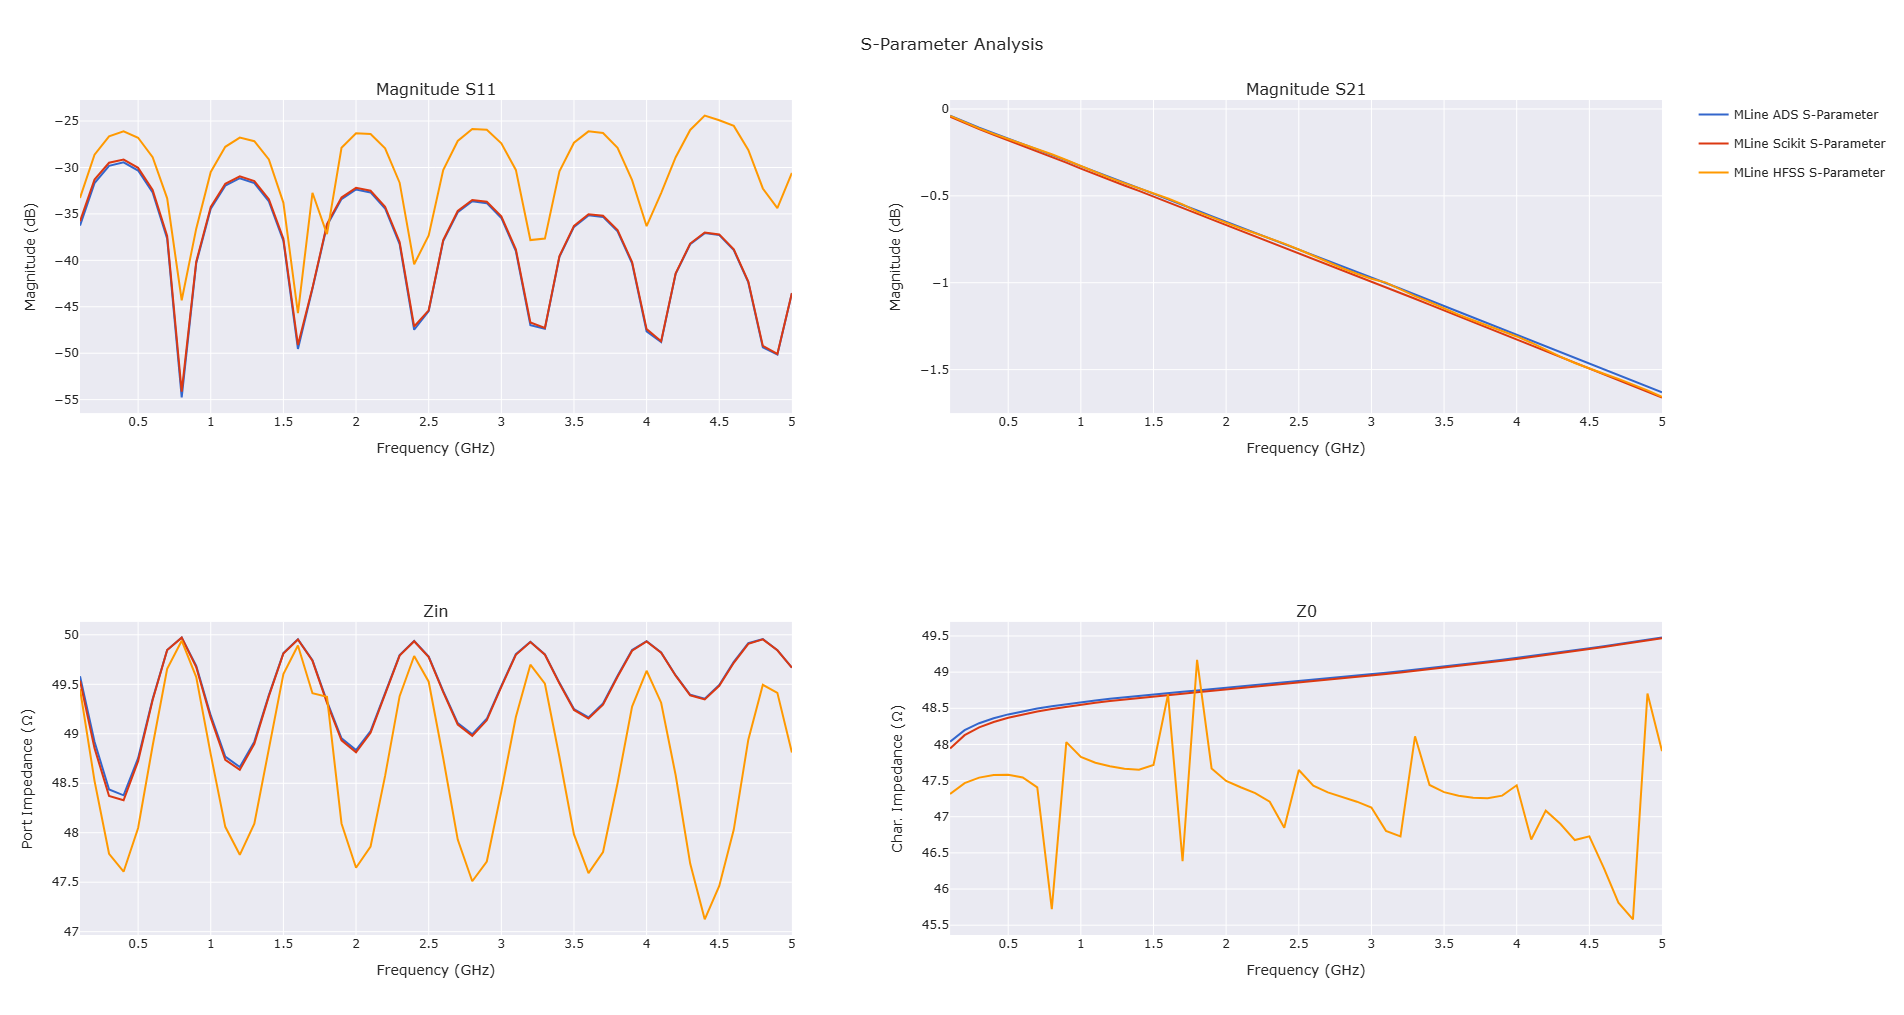 S-Parameter Analysis
Magnitude S11
Magnitude (dB)
−25
−30
−35
−40
−45
−50
−55
0.5 1 1.5 2 2.5 3 3.5 4 4.5 5
Frequency (GHz)
Magnitude S21
Magnitude (dB)
0
−0.5
−1
−1.5
0.5 1 1.5 2 2.5 3 3.5 4 4.5 5
Frequency (GHz)
MLine ADS S-Parameter
MLine Scikit S-Parameter
MLine HFSS S-Parameter
Zin
Port Impedance (Ω)
50
49.5
49
48.5
48
47.5
47
0.5 1 1.5 2 2.5 3 3.5 4 4.5 5
Frequency (GHz)
Z0
Char. Impedance (Ω)
49.5
49
48.5
48
47.5
47
46.5
46
45.5
0.5 1 1.5 2 2.5 3 3.5 4 4.5 5
Frequency (GHz)